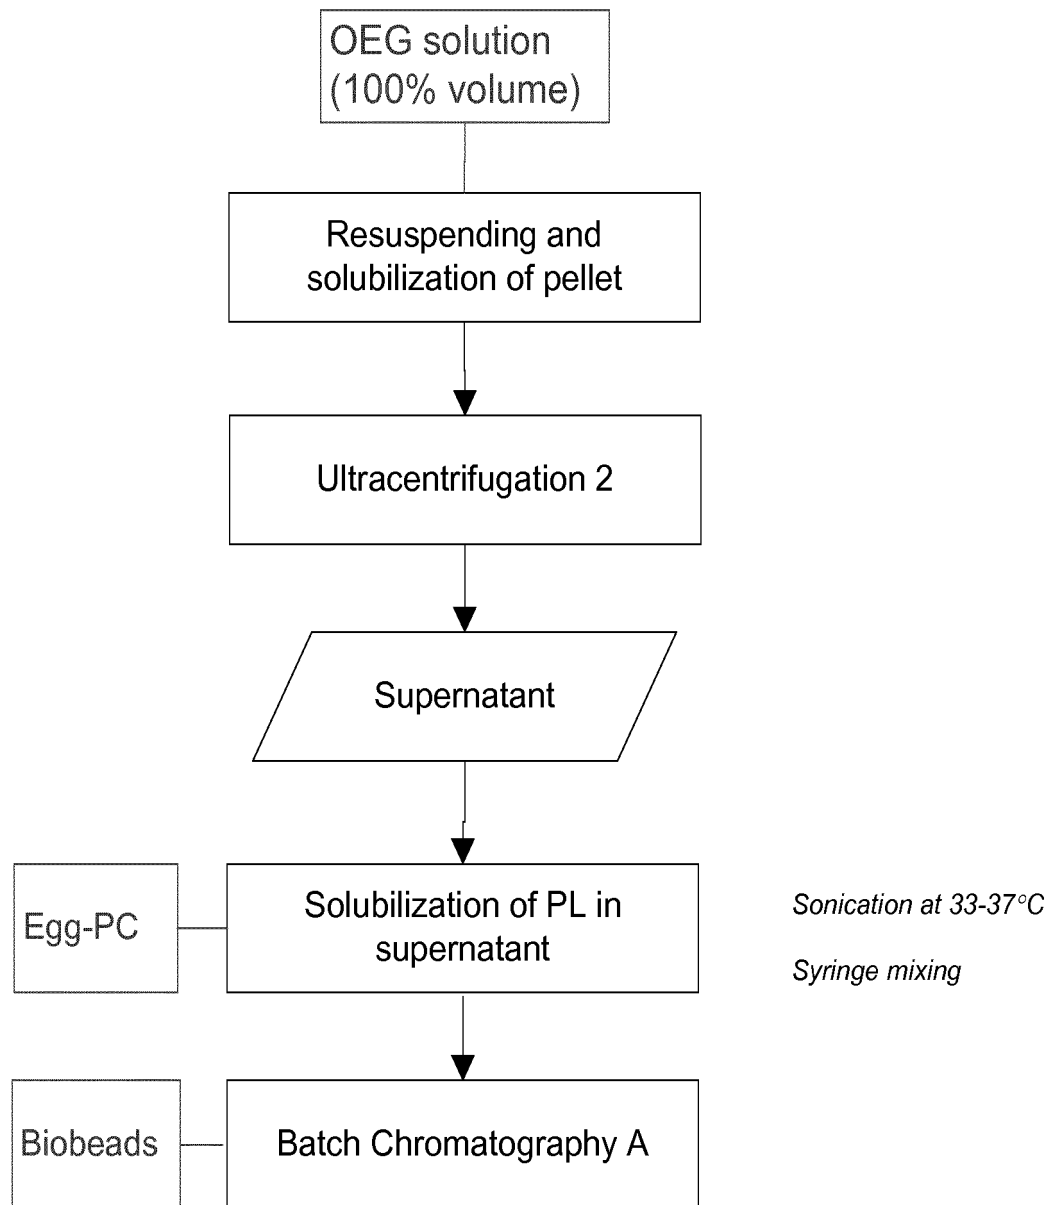 OEG solution
(100% volume)
Resuspending and
solubilization of pellet
Ultracentrifugation 2
Supernatant
Egg-PC
Solubilization of PL in
supernatant
Sonication at 33-37°C
Syringe mixing
Biobeads
Batch Chromatography A